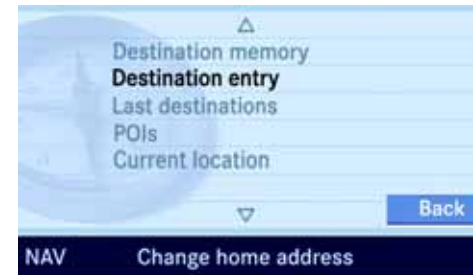 Destination memory
Destination entry
Last destinations
POIs
Current location
Back
NAV Change home address